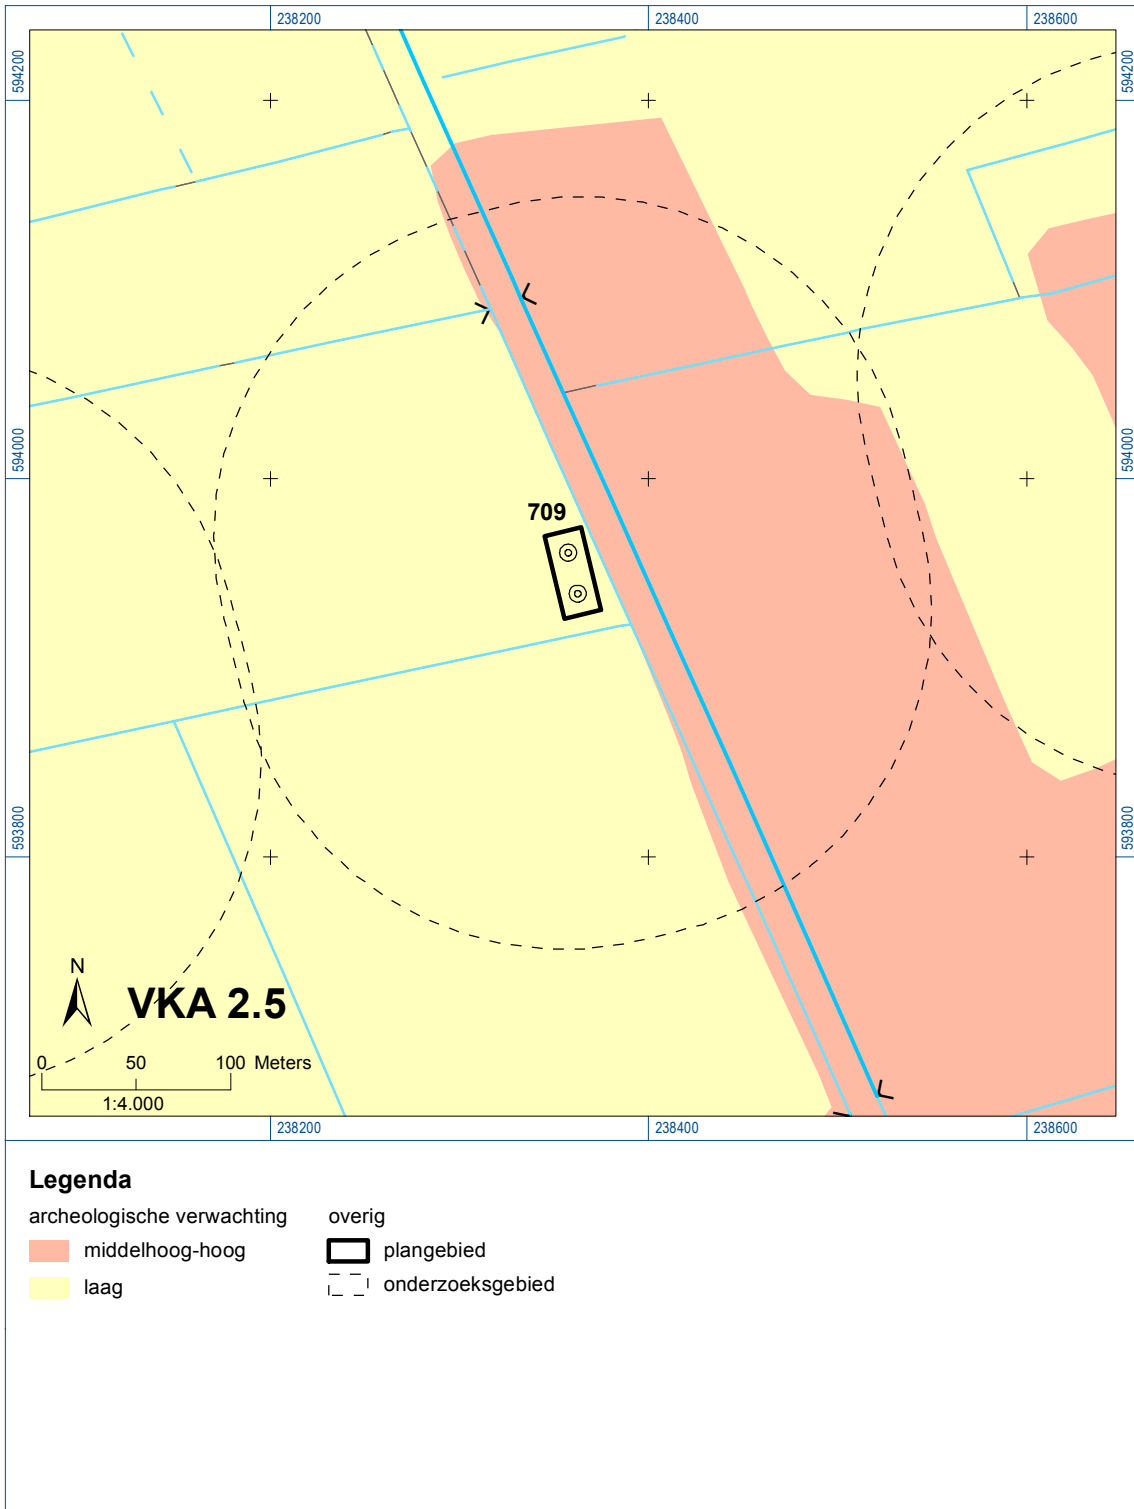 238200 238400 238600
594200 594200
594000 594000
709
593800 593800
N
VKA 2.5
0 50 100 Meters
1:4.000
238200 238400 238600
Legenda
archeologische verwachting overig
middelhoog-hoog plangebied
laag onderzoeksgebied